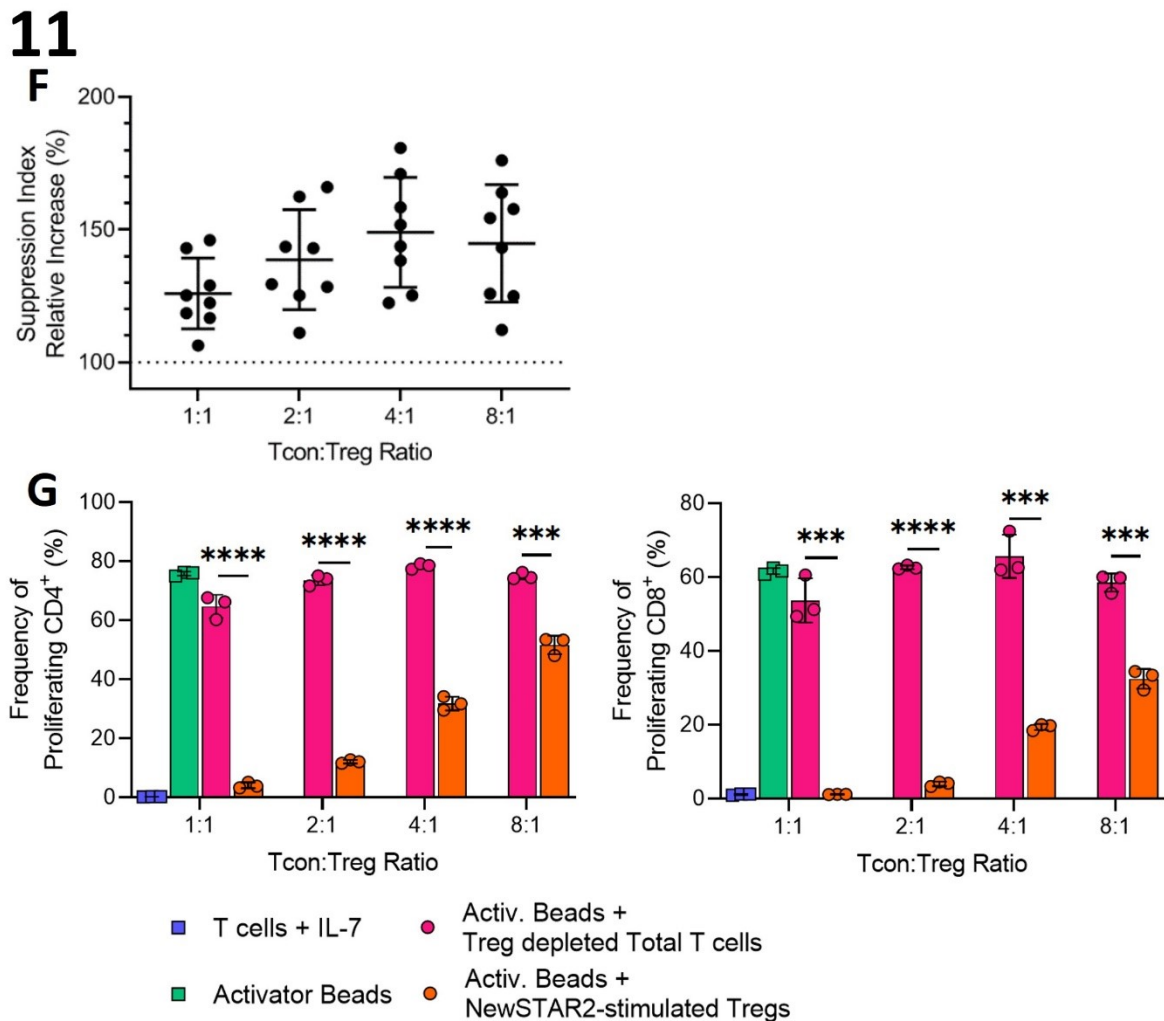 11
F
200
150
100
Suppression Index
Relative Increase (%)
1:1 2:1 4:1 8:1
Tcon:Treg Ratio
G
100
80
60
40
20
0
Frequency of
Proliferating CD4+ (%)
**** **** **** ***
1:1 2:1 4:1 8:1
Tcon:Treg Ratio
80
60
40
20
0
Frequency of
Proliferating CD8+ (%)
*** **** *** ***
1:1 2:1 4:1 8:1
Tcon:Treg Ratio
T cells + IL-7
Activ. Beads +
Treg depleted Total T cells
Activator Beads
Activ. Beads +
NewSTAR2-stimulated Tregs